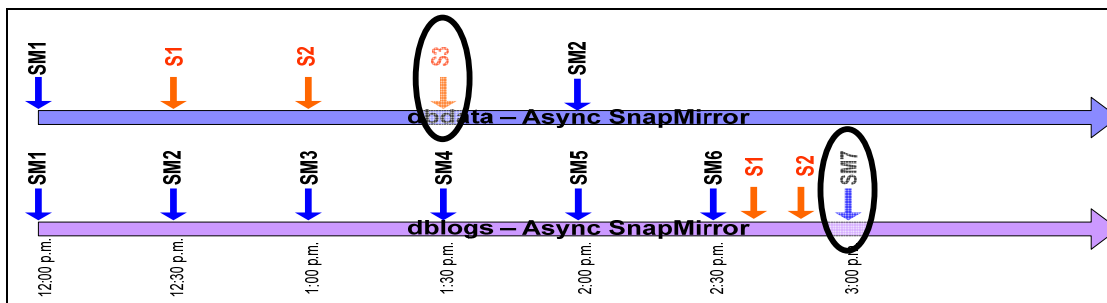 SM1 S1 S2 S3 SM2
dbdata – Async SnapMirror
SM1 SM2 SM3 SM4 SM5 SM6 S1 S2 SM7
dblogs – Async SnapMirror
12:00 p.m. 12:30 p.m. 1:00 p.m. 1:30 p.m. 2:00 p.m. 2:30 p.m. 3:00 p.m.